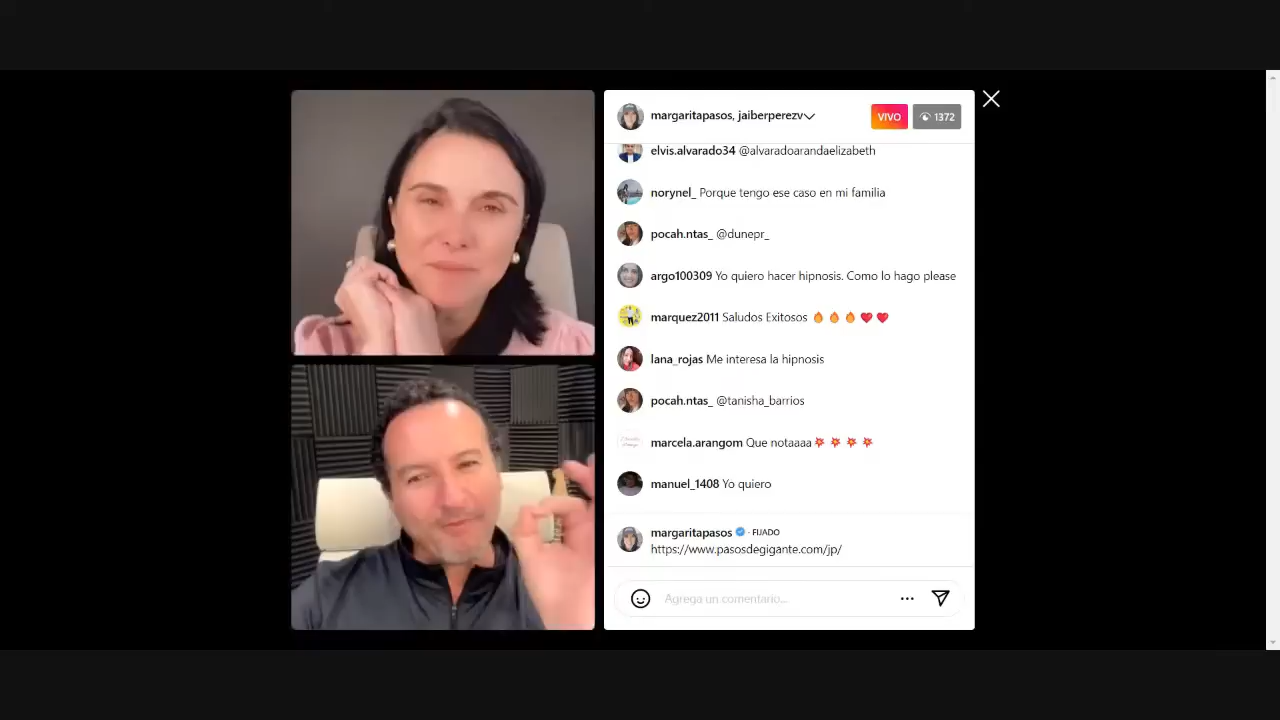 margaritapasos, jaiberperezv
VIVO
1372
elvis.alvarado34 @alvaradoarandaelizabeth
norynel_ Porque tengo ese caso en mi familia
pocah.ntas_ @dunepr_
argo100309 Yo quiero hacer hipnosis. Como lo hago please
marquez2011 Saludos Exitosos 🔥🔥🔥❤️❤️
lana_rojas Me interesa la hipnosis
pocah.ntas_ @tanisha_barrios
marcela.arangom Que notaaaa💥💥💥💥
manuel_1408 Yo quiero
margaritapasos · FIJADO
https://www.pasosdegigante.com/jp/
Agrega un comentario...